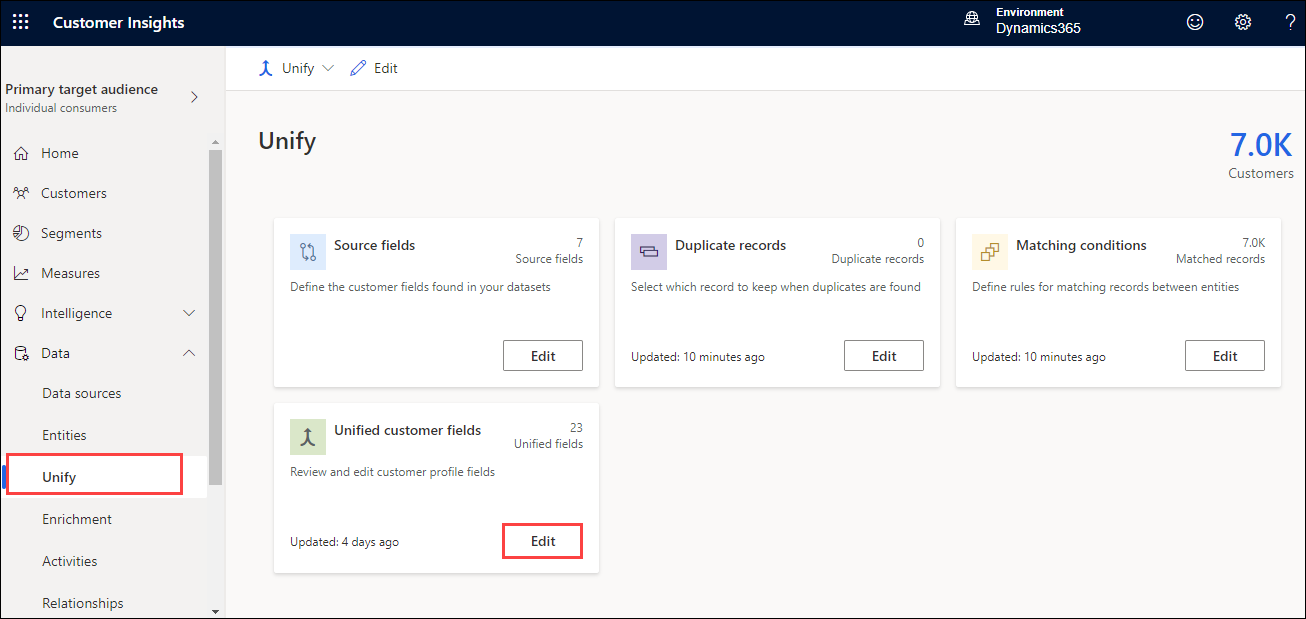 Customer Insights
Environment
Dynamics365
?
Primary target audience
Individual consumers
Home
Customers
Segments
Measures
Intelligence
Data
Data sources
Entities
Unify
Enrichment
Activities
Relationships
Unify
Edit
Unify
7.0K
Customers
Source fields
7
Source fields
Define the customer fields found in your datasets
Edit
Duplicate records
0
Duplicate records
Select which record to keep when duplicates are found
Updated: 10 minutes ago
Edit
Matching conditions
7.0K
Matched records
Define rules for matching records between entities
Updated: 10 minutes ago
Edit
Unified customer fields
23
Unified fields
Review and edit customer profile fields
Updated: 4 days ago
Edit